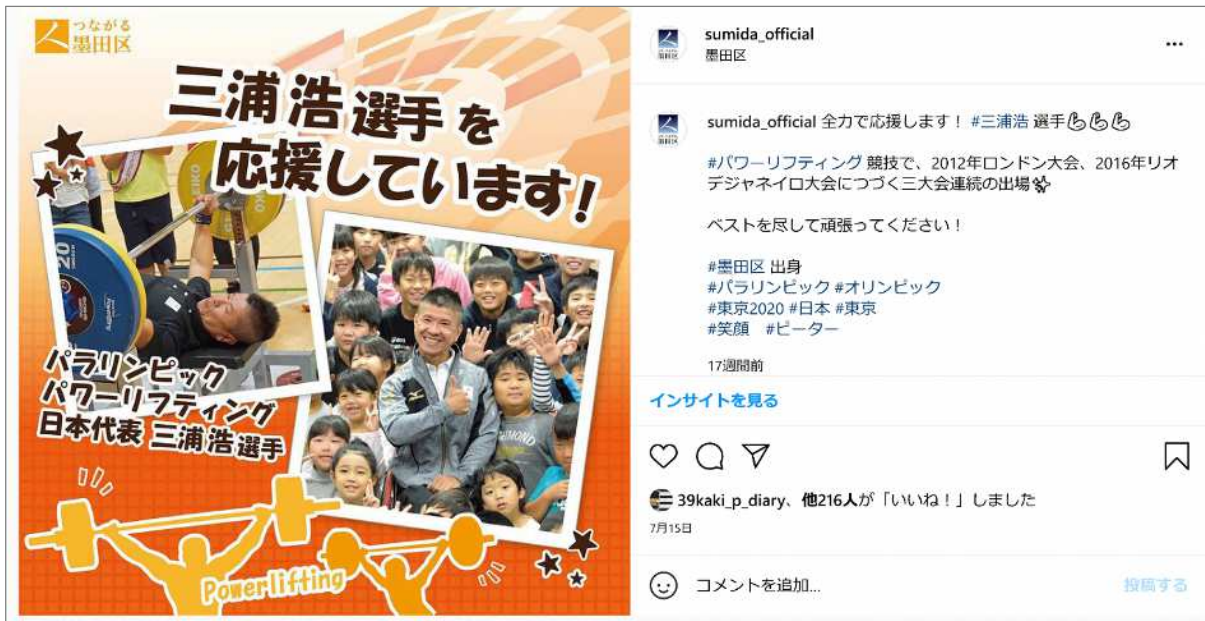 つながる
墨田区
三浦浩選手を
応援しています!
20
パラリンピック
パワーリフティング
日本代表 三浦浩選手
Powerlifting
sumida_official
墨田区
sumida_official 全力で応援します! #三浦浩 選手💪💪💪
#パワーリフティング 競技で、2012年ロンドン大会、2016年リオ
デジャネイロ大会につづく三大会連続の出場✨
ベストを尽して頑張ってください!
#墨田区 出身
#パラリンピック #オリンピック
#東京2020 #日本 #東京
#笑顔 #ピーター
17週間前
インサイトを見る
39kaki_p_diary、他216人が「いいね!」しました
7月15日
コメントを追加...
投稿する